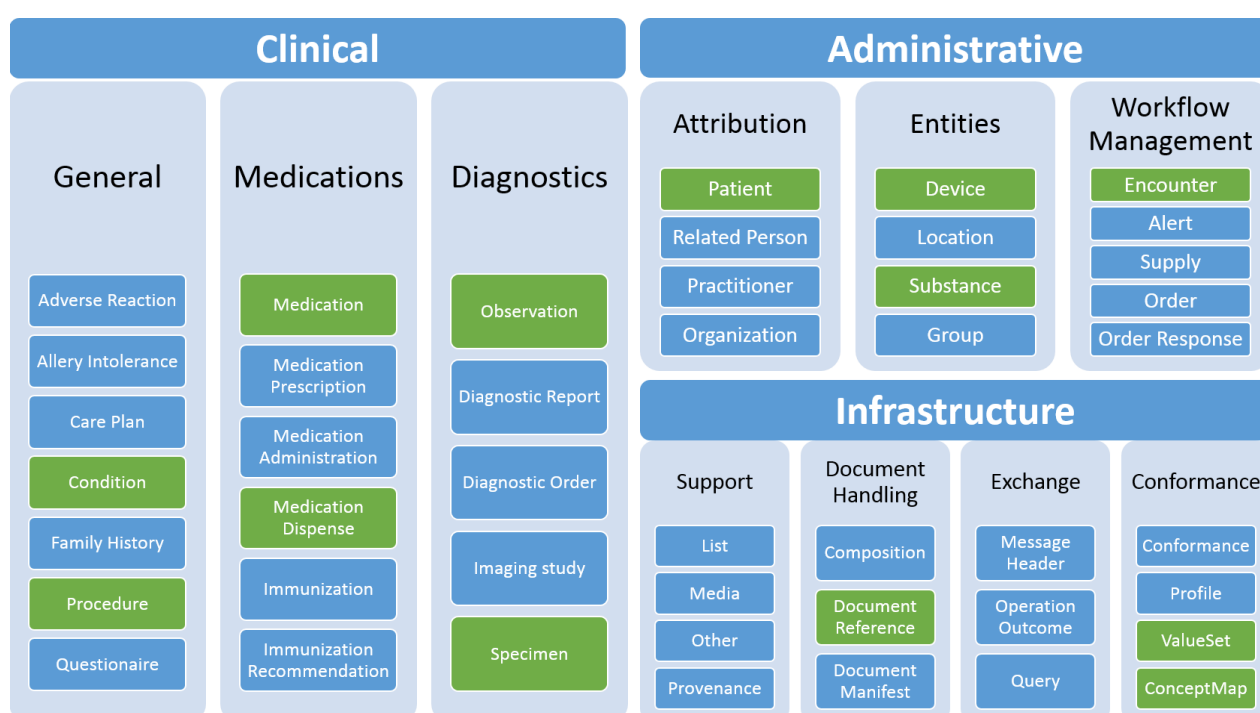 Clinical
General
Adverse Reaction
Allery Intolerance
Care Plan
Condition
Family History
Procedure
Questionaire
Medications
Medication
Medication
Prescription
Medication
Administration
Medication
Dispense
Immunization
Immunization
Recommendation
Diagnostics
Observation
Diagnostic Report
Diagnostic Order
Imaging study
Specimen
Administrative
Attribution
Patient
Related Person
Practitioner
Organization
Entities
Device
Location
Substance
Group
Workflow
Management
Encounter
Alert
Supply
Order
Order Response
Infrastructure
Support
List
Media
Other
Provenance
Document
Handling
Composition
Document
Reference
Document
Manifest
Exchange
Message
Header
Operation
Outcome
Query
Conformance
Conformance
Profile
ValueSet
ConceptMap